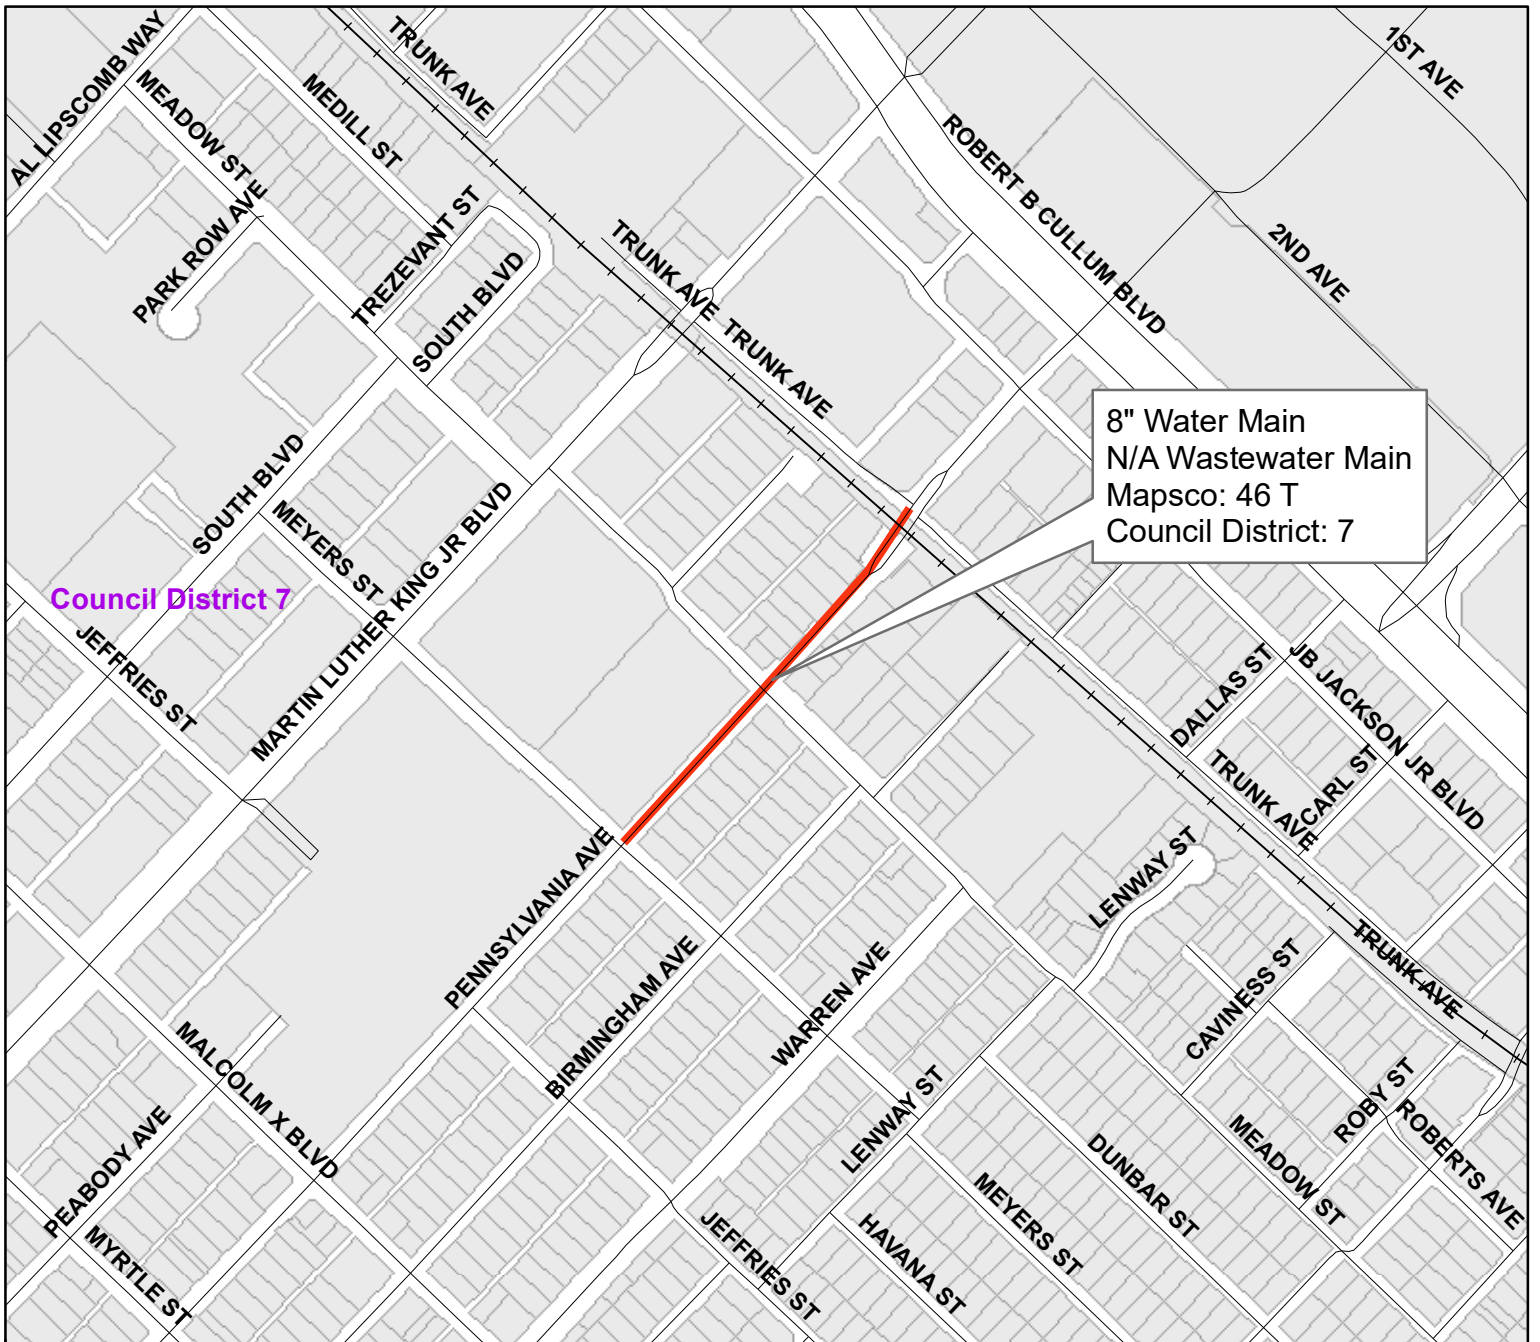 AL LIPSCOMB WAY
TRUNK AVE
1ST AVE
MEADOW ST
MEDILL ST
E
PARK ROW AVE
ROBERT B CULLUM BLVD
TREZEVANT ST
SOUTH BLVD
TRUNK AVE
2ND AVE
TRUNK AVE
8" Water Main
N/A Wastewater Main
Mapsco: 46 T
Council District: 7
SOUTH BLVD
MEYERS ST
MARTIN LUTHER KING JR BLVD
Council District 7
JEFFRIES ST
DALLAS ST
JB JACKSON JR BLVD
TRUNK AVE
CARL ST
PENNSYLVANIA AVE
LENWAY ST
BIRMINGHAM AVE
WARREN AVE
CAVINESS ST
TRUNK AVE
MALCOLM X BLVD
PEABODY AVE
LENWAY ST
ROBY ST
ROBERTS AVE
MEADOW ST
DUNBAR ST
MEYERS ST
MYRTLE ST
JEFFRIES ST
HAVANA ST